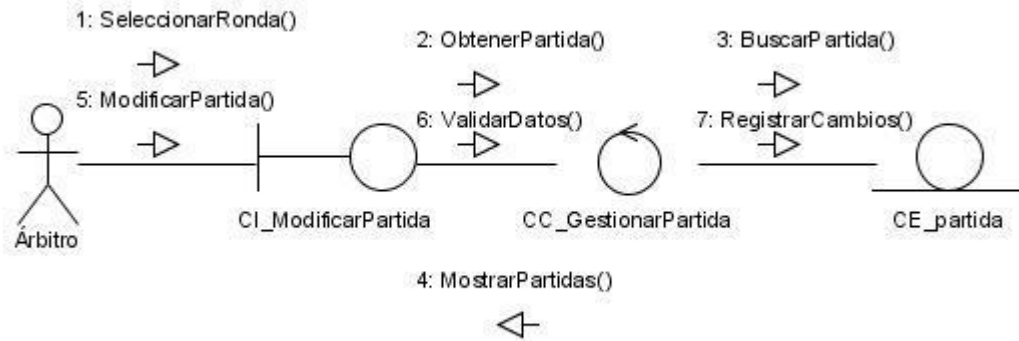 1: SeleccionarRonda()
2: ObtenerPartida()
3: BuscarPartida()
5: ModificarPartida()
6: ValidarDatos()
7: RegistrarCambios()
CI_ModificarPartida
CC_GestionarPartida
CE_partida
Árbitro
4: MostrarPartidas()